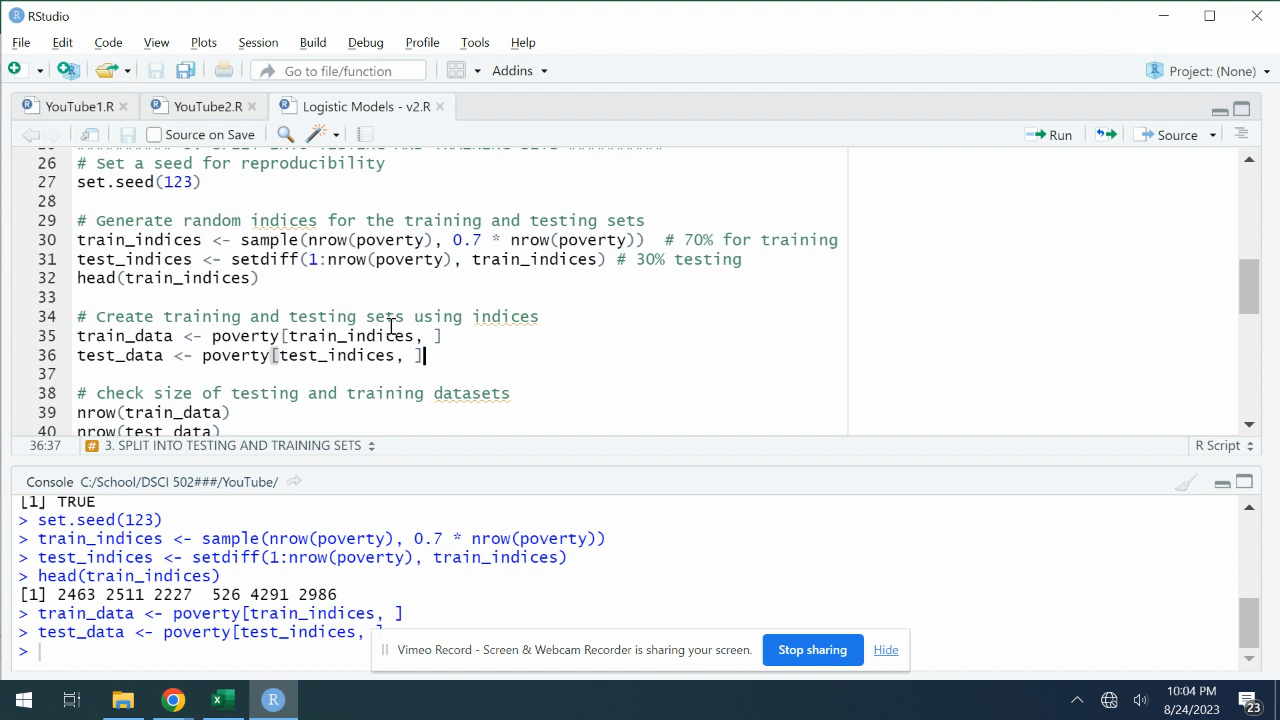 RStudio
File Edit Code View Plots Session Build Debug Profile Tools Help
Go to file/function Addins Project: (None)
YouTube1.R YouTube2.R Logistic Models - v2.R
Source on Save Run Source
26 # Set a seed for reproducibility
27 set.seed(123)
28
29 # Generate random indices for the training and testing sets
30 train_indices <- sample(nrow(poverty), 0.7 * nrow(poverty)) # 70% for training
31 test_indices <- setdiff(1:nrow(poverty), train_indices) # 30% testing
32 head(train_indices)
33
34 # Create training and testing sets using indices
35 train_data <- poverty[train_indices, ]
36 test_data <- poverty[test_indices, ]
37
38 # check size of testing and training datasets
39 nrow(train_data)
40 nrow(test_data)
36:37 # 3. SPLIT INTO TESTING AND TRAINING SETS R Script
Console C:/School/DSCI 502###/YouTube/
[1] TRUE
> set.seed(123)
> train_indices <- sample(nrow(poverty), 0.7 * nrow(poverty))
> test_indices <- setdiff(1:nrow(poverty), train_indices)
> head(train_indices)
[1] 2463 2511 2227 526 4291 2986
> train_data <- poverty[train_indices, ]
> test_data <- poverty[test_indices, ]
>
Vimeo Record - Screen & Webcam Recorder is sharing your screen. Stop sharing Hide
10:04 PM
8/24/2023
23